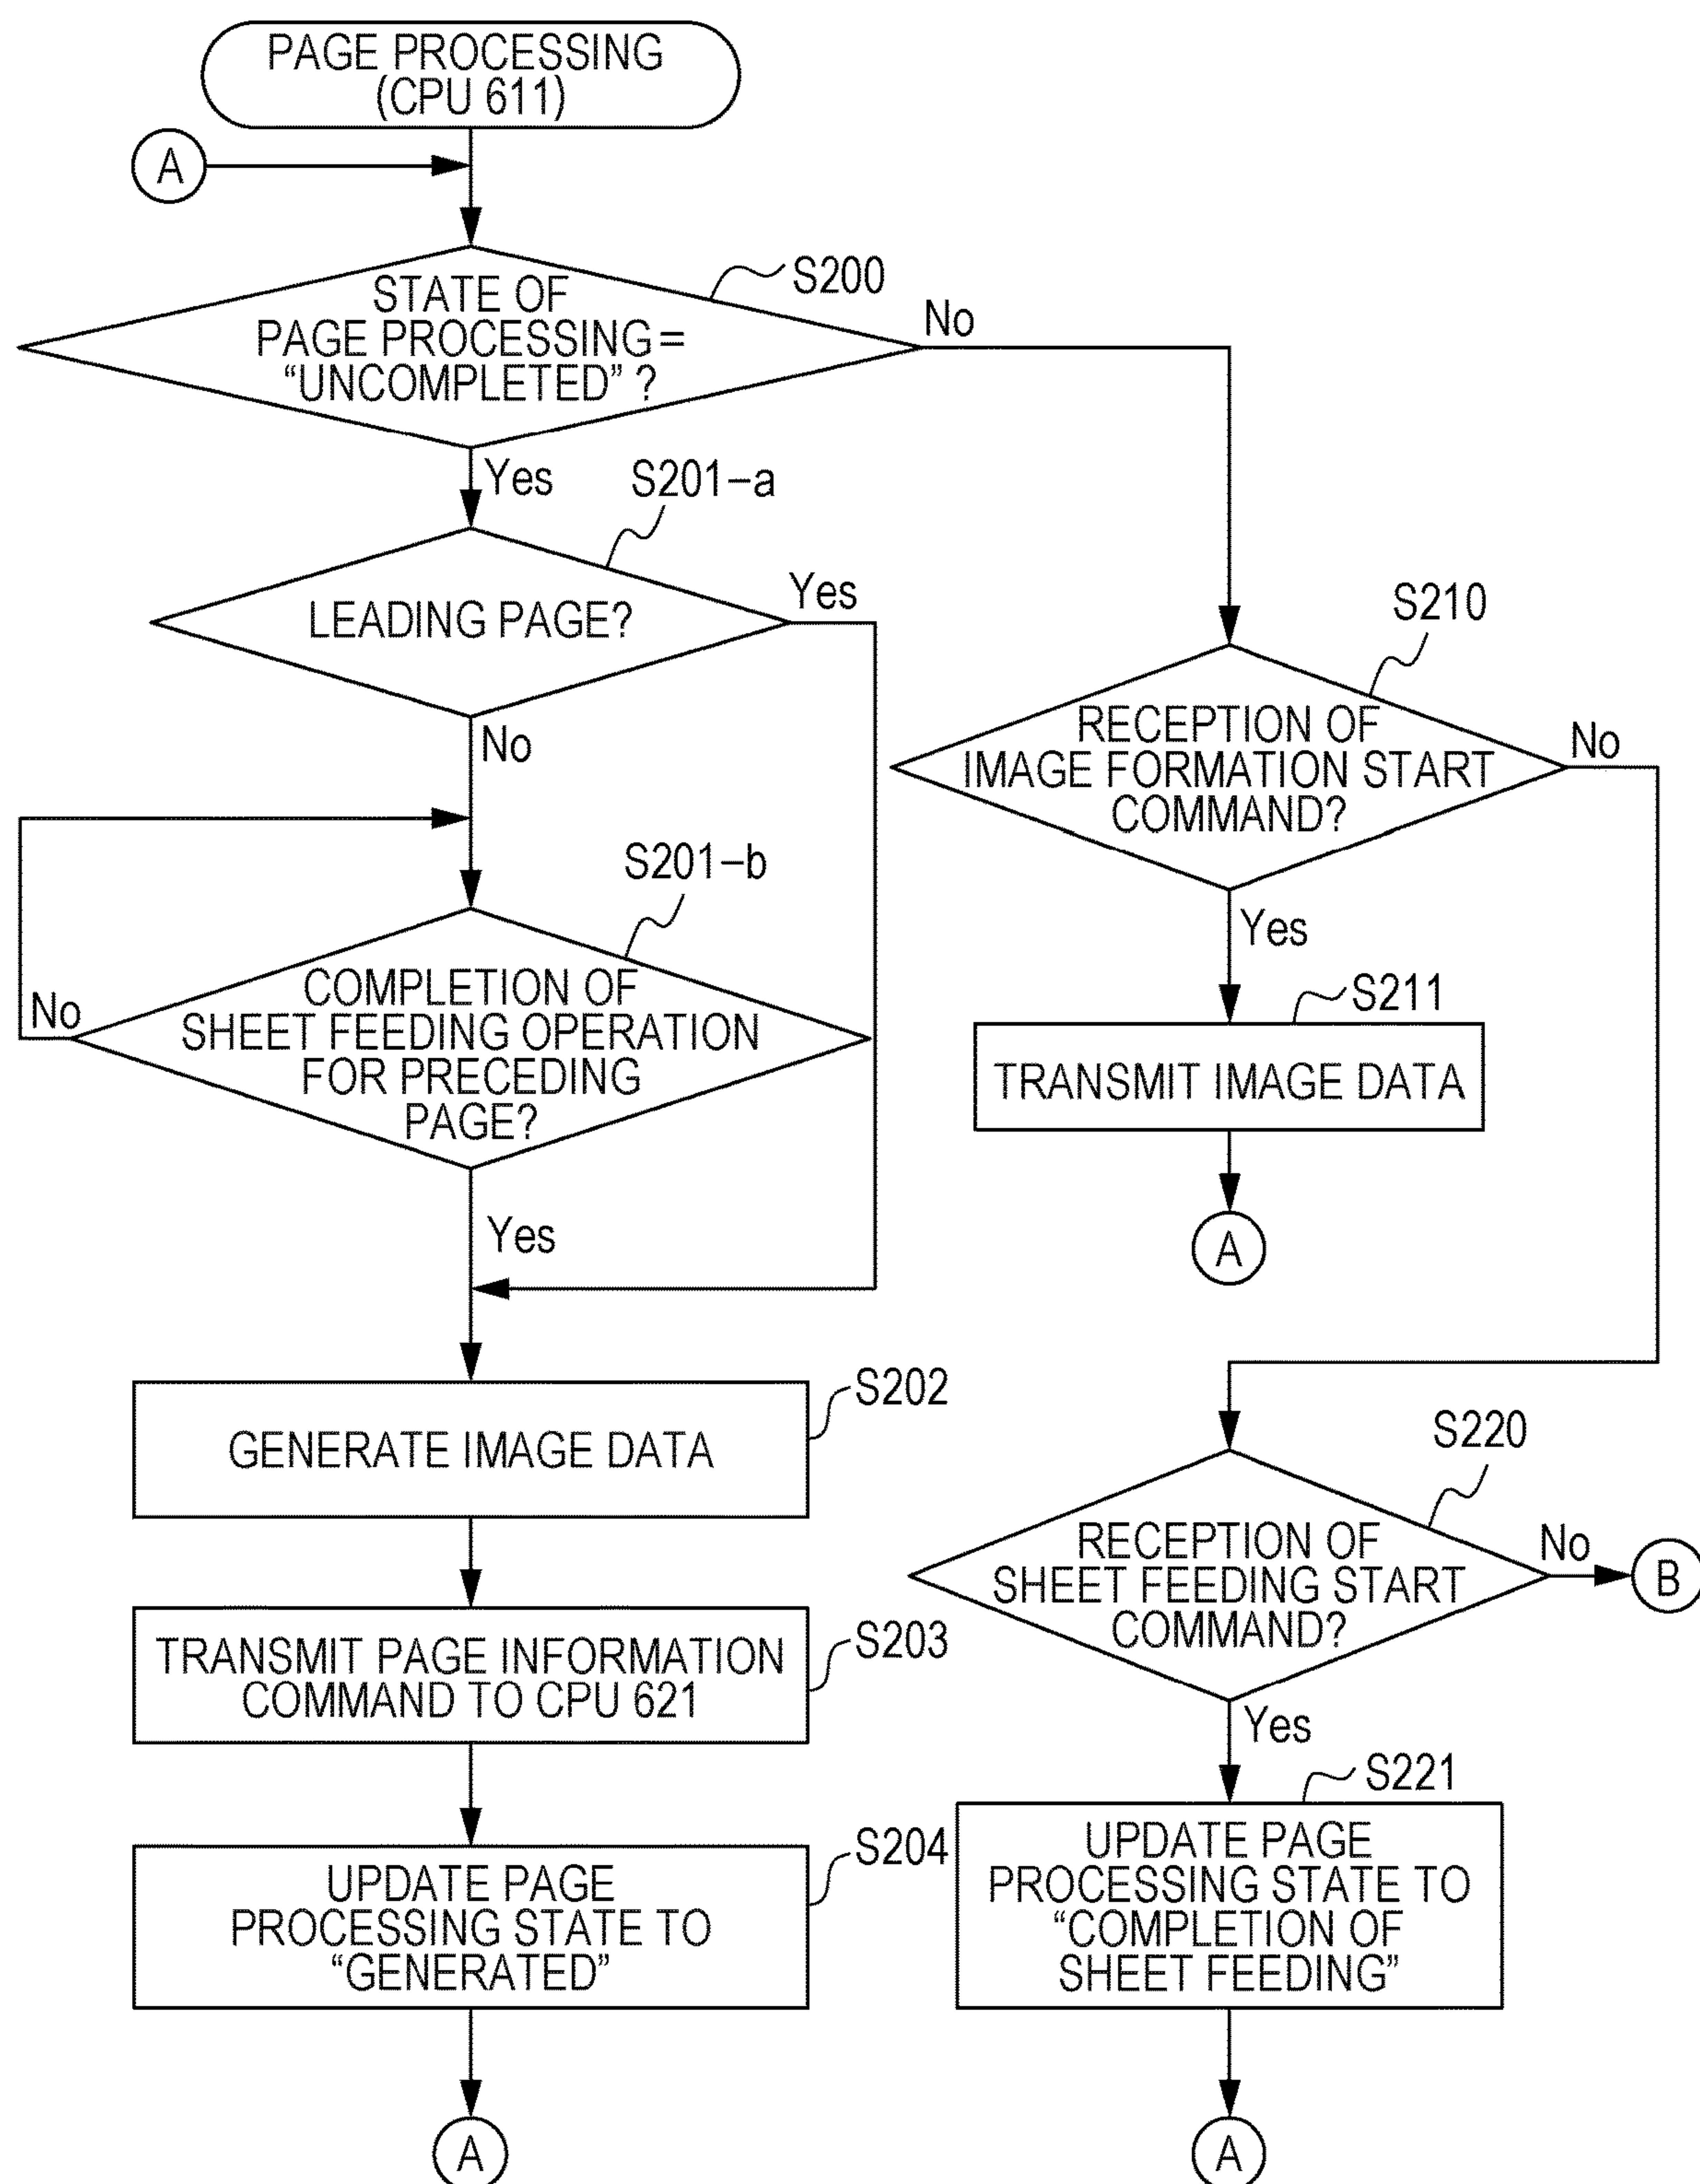 PAGE PROCESSING
(CPU 611)
A
S200
STATE OF
PAGE PROCESSING =
“UNCOMPLETED” ?
No
Yes
S201–a
LEADING PAGE?
Yes
No
S201–b
COMPLETION OF
SHEET FEEDING OPERATION
FOR PRECEDING
PAGE?
No
Yes
S202
GENERATE IMAGE DATA
S203
TRANSMIT PAGE INFORMATION
COMMAND TO CPU 621
S204
UPDATE PAGE
PROCESSING STATE TO
“GENERATED”
A
S210
RECEPTION OF
IMAGE FORMATION START
COMMAND?
No
Yes
S211
TRANSMIT IMAGE DATA
A
S220
RECEPTION OF
SHEET FEEDING START
COMMAND?
No
B
Yes
S221
UPDATE PAGE
PROCESSING STATE TO
“COMPLETION OF
SHEET FEEDING”
A